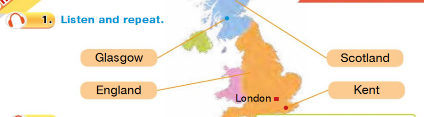 1. Listen and repeat.
Glasgow
Scotland
England
Kent
London